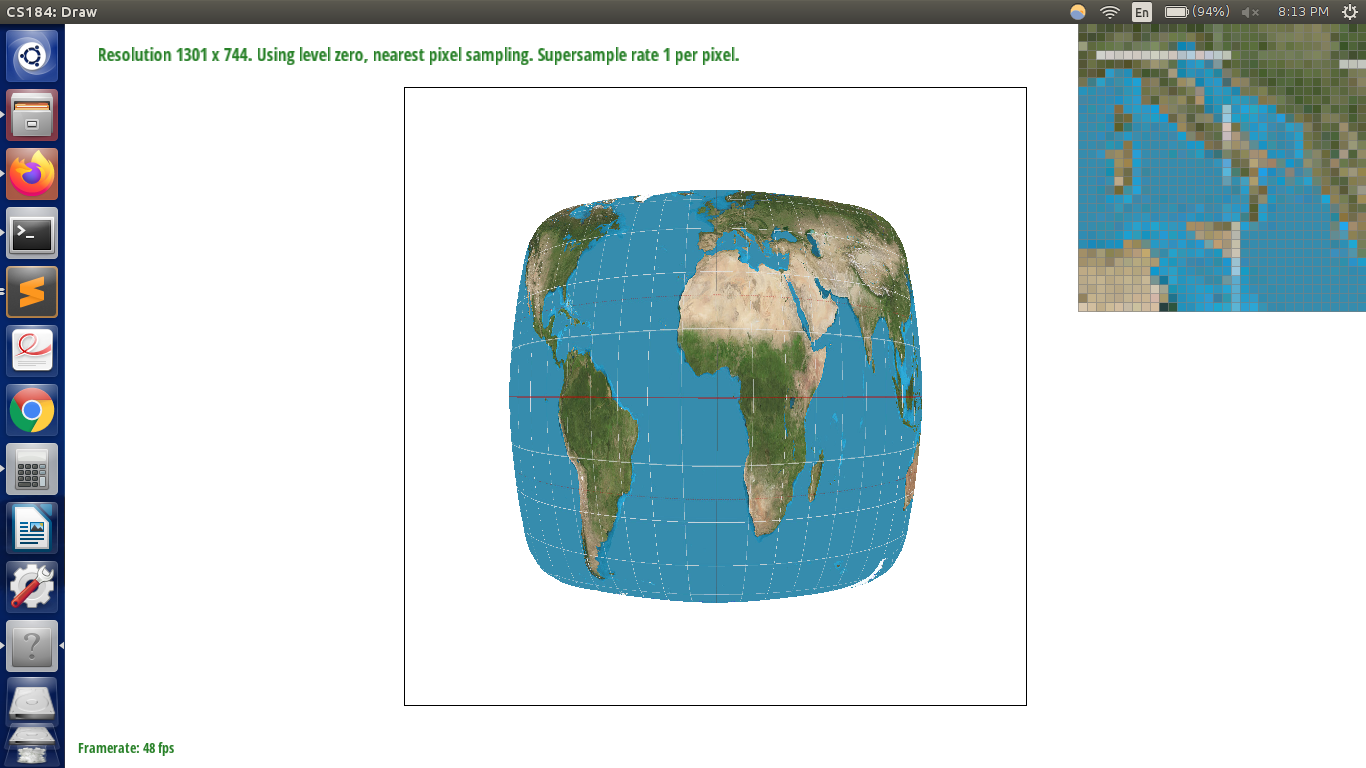 CS184: Draw
En
(94%)
8:13 PM
Resolution 1301 x 744. Using level zero, nearest pixel sampling. Supersample rate 1 per pixel.
>_
?
Framerate: 48 fps